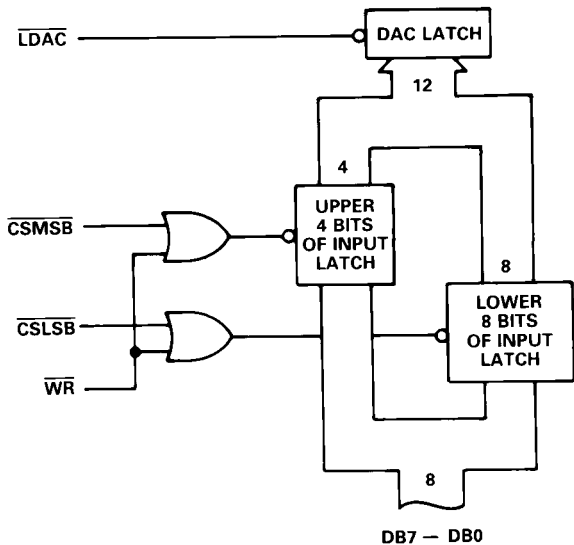 LDAC
DAC LATCH
12
4
CSMSB
UPPER
4 BITS
OF INPUT
LATCH
8
CSLSB
LOWER
8 BITS
OF INPUT
LATCH
WR
8
DB7 — DB0